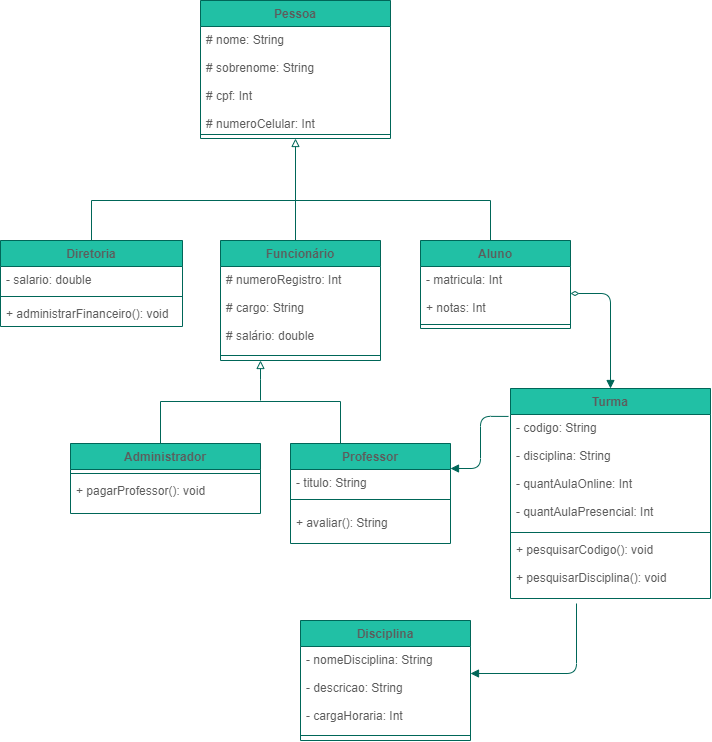 Pessoa
# nome: String
# sobrenome: String
# cpf: Int
# numeroCelular: Int
Diretoria
- salario: double
+ administrarFinanceiro(): void
Funcionário
# numeroRegistro: Int
# cargo: String
# salário: double
Aluno
- matricula: Int
+ notas: Int
Turma
- codigo: String
- disciplina: String
- quantAulaOnline: Int
- quantAulaPresencial: Int
+ pesquisarCodigo(): void
+ pesquisarDisciplina(): void
Administrador
+ pagarProfessor(): void
Professor
- titulo: String
+ avaliar(): String
Disciplina
- nomeDisciplina: String
- descricao: String
- cargaHoraria: Int